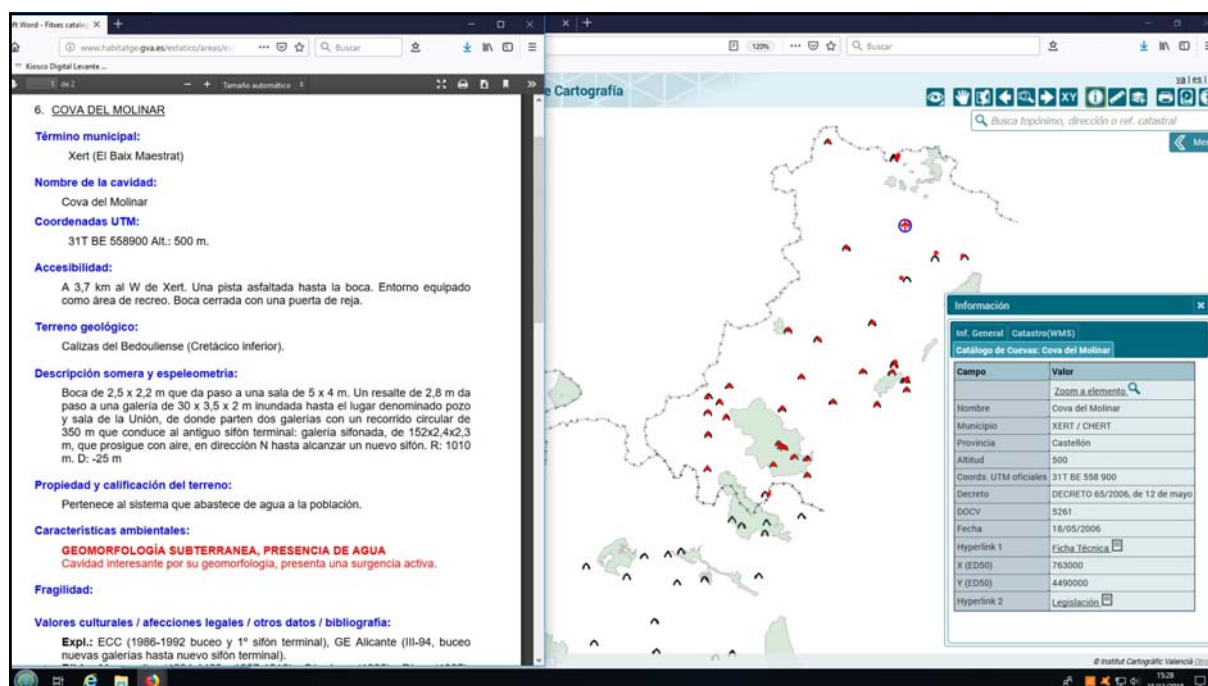 ft Word - Fitxes catalog
www.habitatge.gva.es/estatico/areas/
Buscar
120%
Buscar
Kiosco Digital Levante ...
1 de 2
Tamaño automático
e Cartografía
XY
Busca topónimo, dirección o ref. catastral
6. COVA DEL MOLINAR
Término municipal:
Xert (El Baix Maestrat)
Nombre de la cavidad:
Cova del Molinar
Coordenadas UTM:
31T BE 558900 Alt.: 500 m.
Accesibilidad:
A 3,7 km al W de Xert. Una pista asfaltada hasta la boca. Entorno equipado
como área de recreo. Boca cerrada con una puerta de reja.
Terreno geológico:
Calizas del Bedouliense (Cretácico inferior).
Descripción somera y espeleometría:
Boca de 2,5 x 2,2 m que da paso a una sala de 5 x 4 m. Un resalte de 2,8 m da
paso a una galería de 30 x 3,5 x 2 m inundada hasta el lugar denominado pozo
y sala de la Unión, de donde parten dos galerías con un recorrido circular de
350 m que conduce al antiguo sifón terminal: galería sifonada, de 152x2,4x2,3
m, que prosigue con aire, en dirección N hasta alcanzar un nuevo sifón. R: 1010
m. D: -25 m
Propiedad y calificación del terreno:
Pertenece al sistema que abastece de agua a la población.
Características ambientales:
GEOMORFOLOGÍA SUBTERRANEA, PRESENCIA DE AGUA
Cavidad interesante por su geomorfología, presenta una surgencia activa.
Fragilidad:
Valores culturales / afecciones legales / otros datos / bibliografía:
Expl.: ECC (1986-1992 buceo y 1º sifón terminal), GE Alicante (III-94, buceo
nuevas galerías hasta nuevo sifón terminal).
Información
Inf. General Catastro(WMS)
Catálogo de Cuevas: Cova del Molinar
Campo Valor
Zoom a elemento
Nombre Cova del Molinar
Municipio XERT / CHERT
Provincia Castellón
Altitud 500
Coords. UTM oficiales 31T BE 558 900
Decreto DECRETO 65/2006, de 12 de mayo
DOCV 5261
Fecha 18/05/2006
Hyperlink 1 Ficha Técnica
X (ED50) 763000
Y (ED50) 4490000
Hyperlink 2 Legislación
© Institut Cartogràfic Valencià
15:28